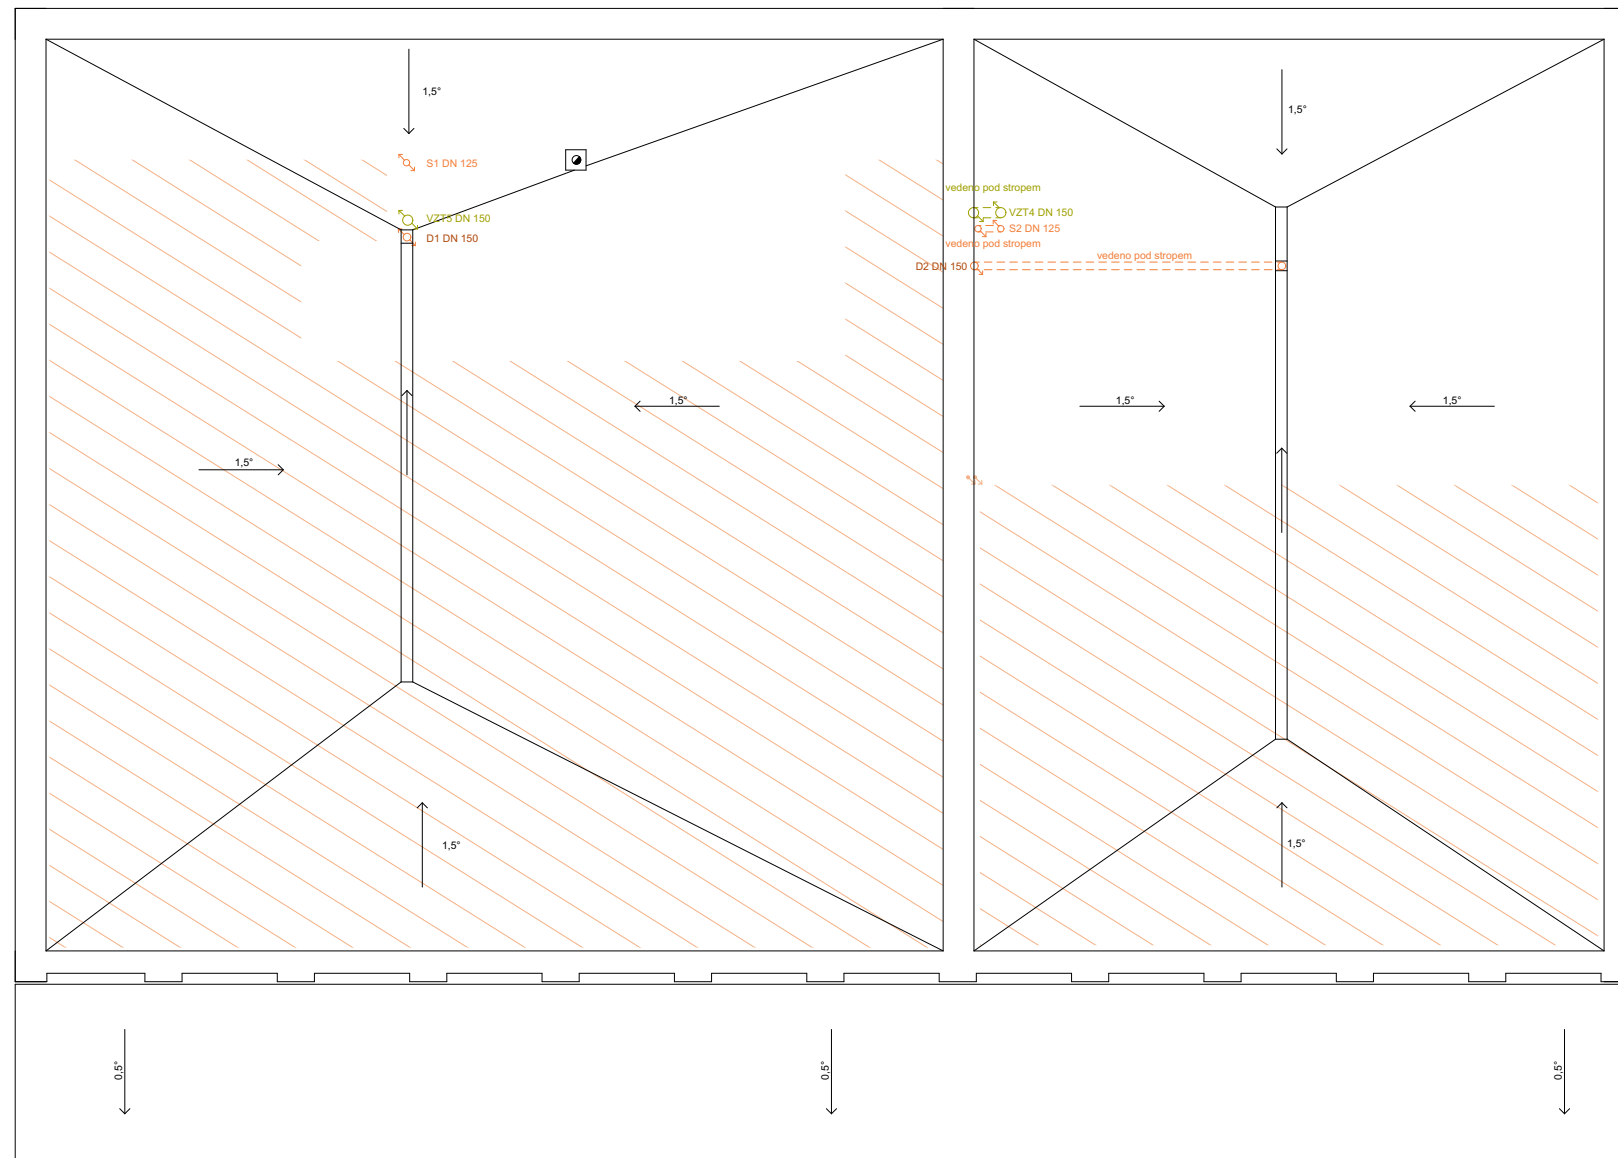 1,5°
1,5°
S1 DN 125
vedeno pod stropem
VZT5 DN 150
VZT4 DN 150
S2 DN 125
D1 DN 150
vedeno pod stropem
vedeno pod stropem
D2 DN 150
1,5°
1,5°
1,5°
1,5°
1,5°
1,5°
0,5°
0,5°
0,5°